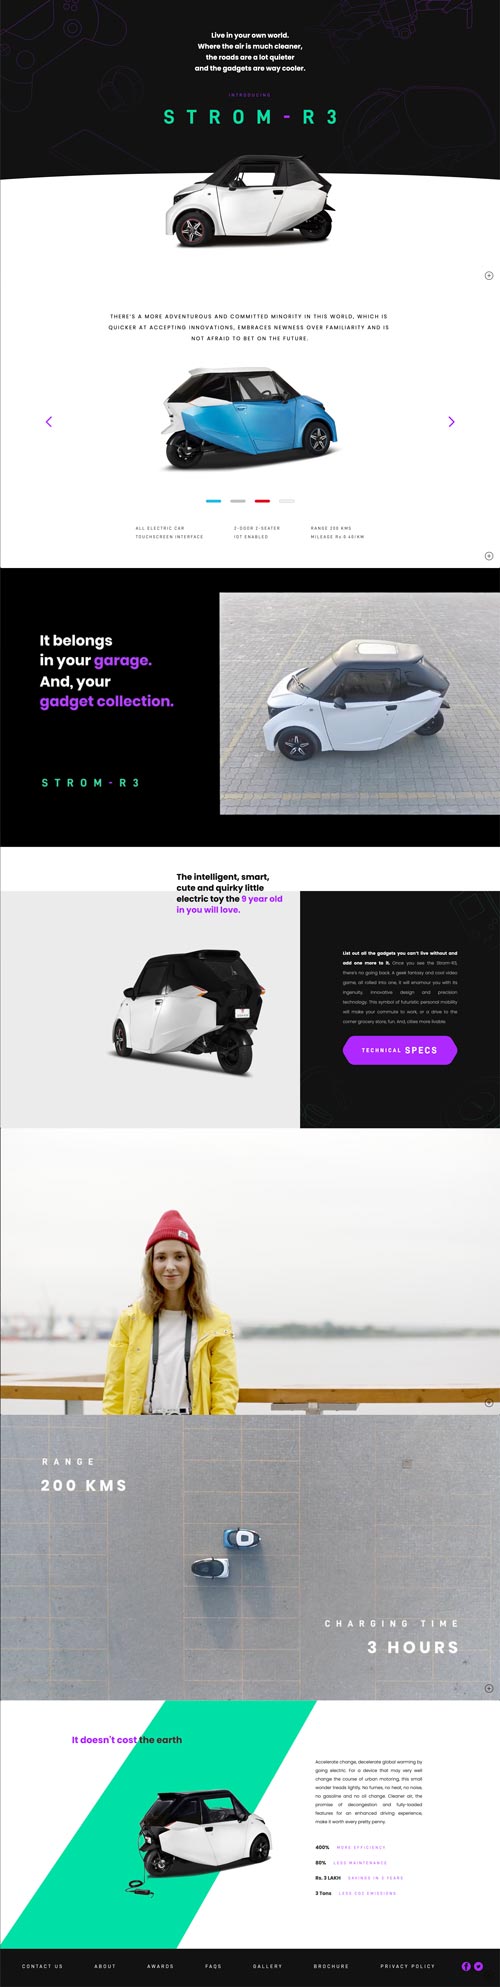 Live in your own world.
Where the air is much cleaner,
the roads are a lot quieter
and the gadgets are way cooler.
INTRODUCING
STROM-R3
THERE'S A MORE ADVENTUROUS AND COMMITTED MINORITY IN THIS WORLD, WHICH IS
QUICKER AT ACCEPTING INNOVATIONS, EMBRACES NEWNESS OVER FAMILIARITY AND IS
NOT AFRAID TO BET ON THE FUTURE.
ALL ELECTRIC CAR
TOUCHSCREEN INTERFACE
2-DOOR 2-SEATER
IOT ENABLED
RANGE 200 KMS
MILEAGE Rs 0.40/KM
It belongs
in your garage.
And, your
gadget collection.
STROM-R3
The intelligent, smart,
cute and quirky little
electric toy the 9 year old
in you will love.
List out all the gadgets you can't live without and
add one more to it. Once you see the Strom-R3,
there's no going back. A geek fantasy and cool video
game, all rolled into one, it will enamour you with its
ingenuity. Innovative design and precision
technology. This symbol of futuristic personal mobility
will make your commute to work, or a drive to the
corner grocery store, fun. And, cities more livable.
TECHNICAL SPECS
RANGE
200 KMS
CHARGING TIME
3 HOURS
It doesn't cost the earth
Accelerate change, decelerate global warming by
going electric. For a device that may very well
change the course of urban motoring, this small
wonder treads lightly. No fumes, no heat, no noise,
no gasoline and no oil change. Cleaner air, the
promise of decongestion and fully-loaded
features for an enhanced driving experience,
make it worth every pretty penny.
400% MORE EFFICIENCY
80% LESS MAINTENANCE
Rs. 3 LAKH SAVINGS IN 3 YEARS
3 Tons LESS CO2 EMISSIONS
CONTACT US ABOUT AWARDS FAQS GALLERY BROCHURE PRIVACY POLICY